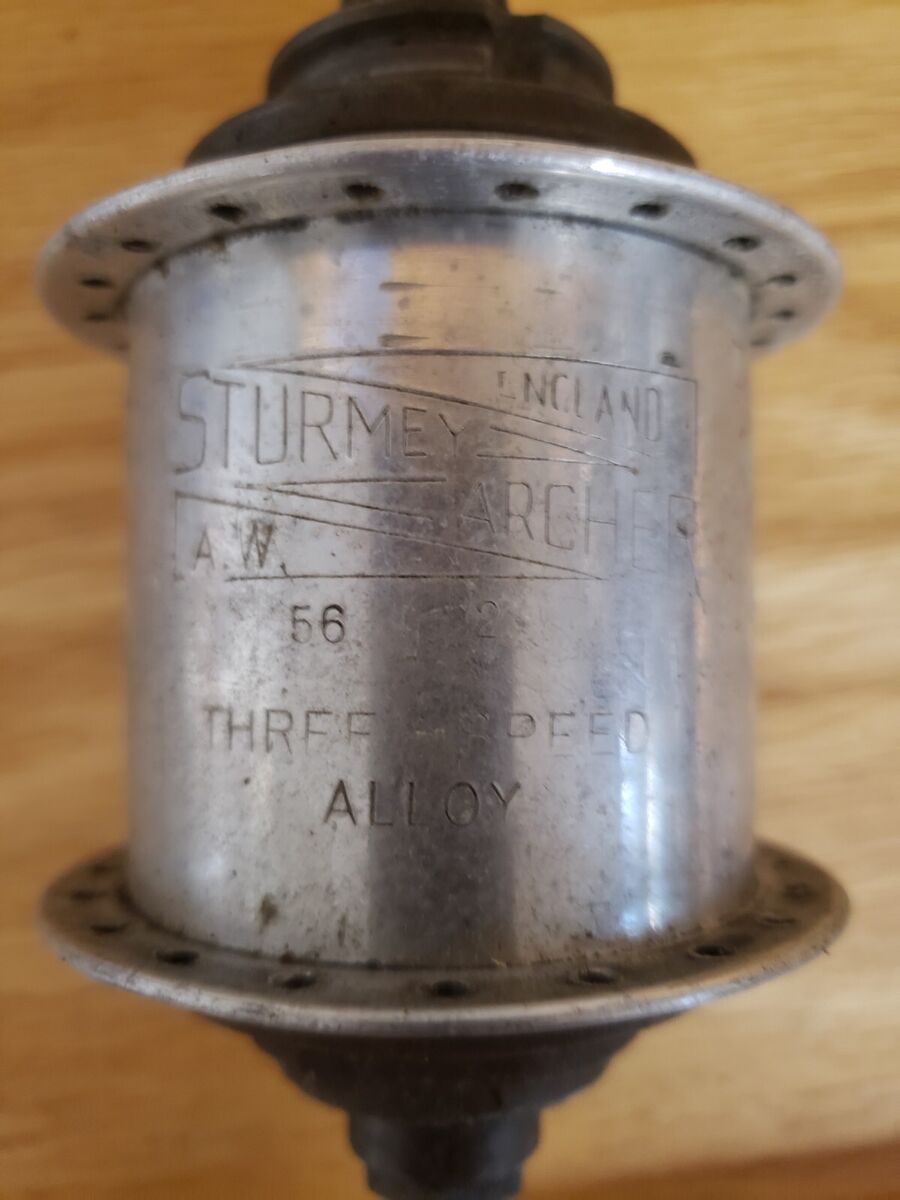 ENGLAND
STURMEY
ARCHER
A.W.
56 2
THREE-SPEED
ALLOY